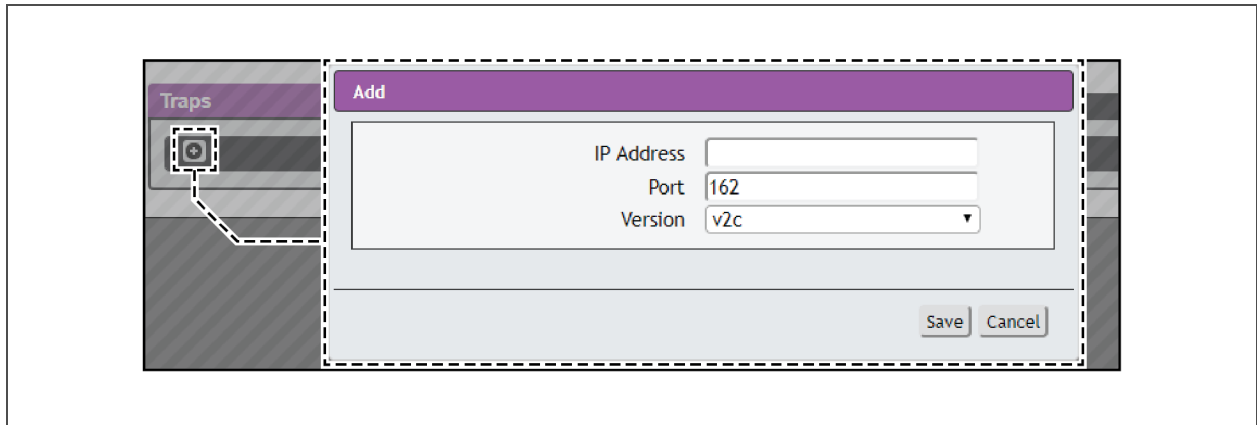 Traps
Add
IP Address
Port 162
Version v2c
Save Cancel